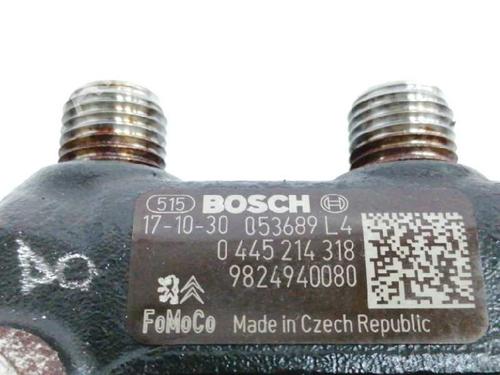 515 BOSCH
17-10-30 053689 L4
0 445 214 318
9824940080
FoMoCo Made in Czech Republic